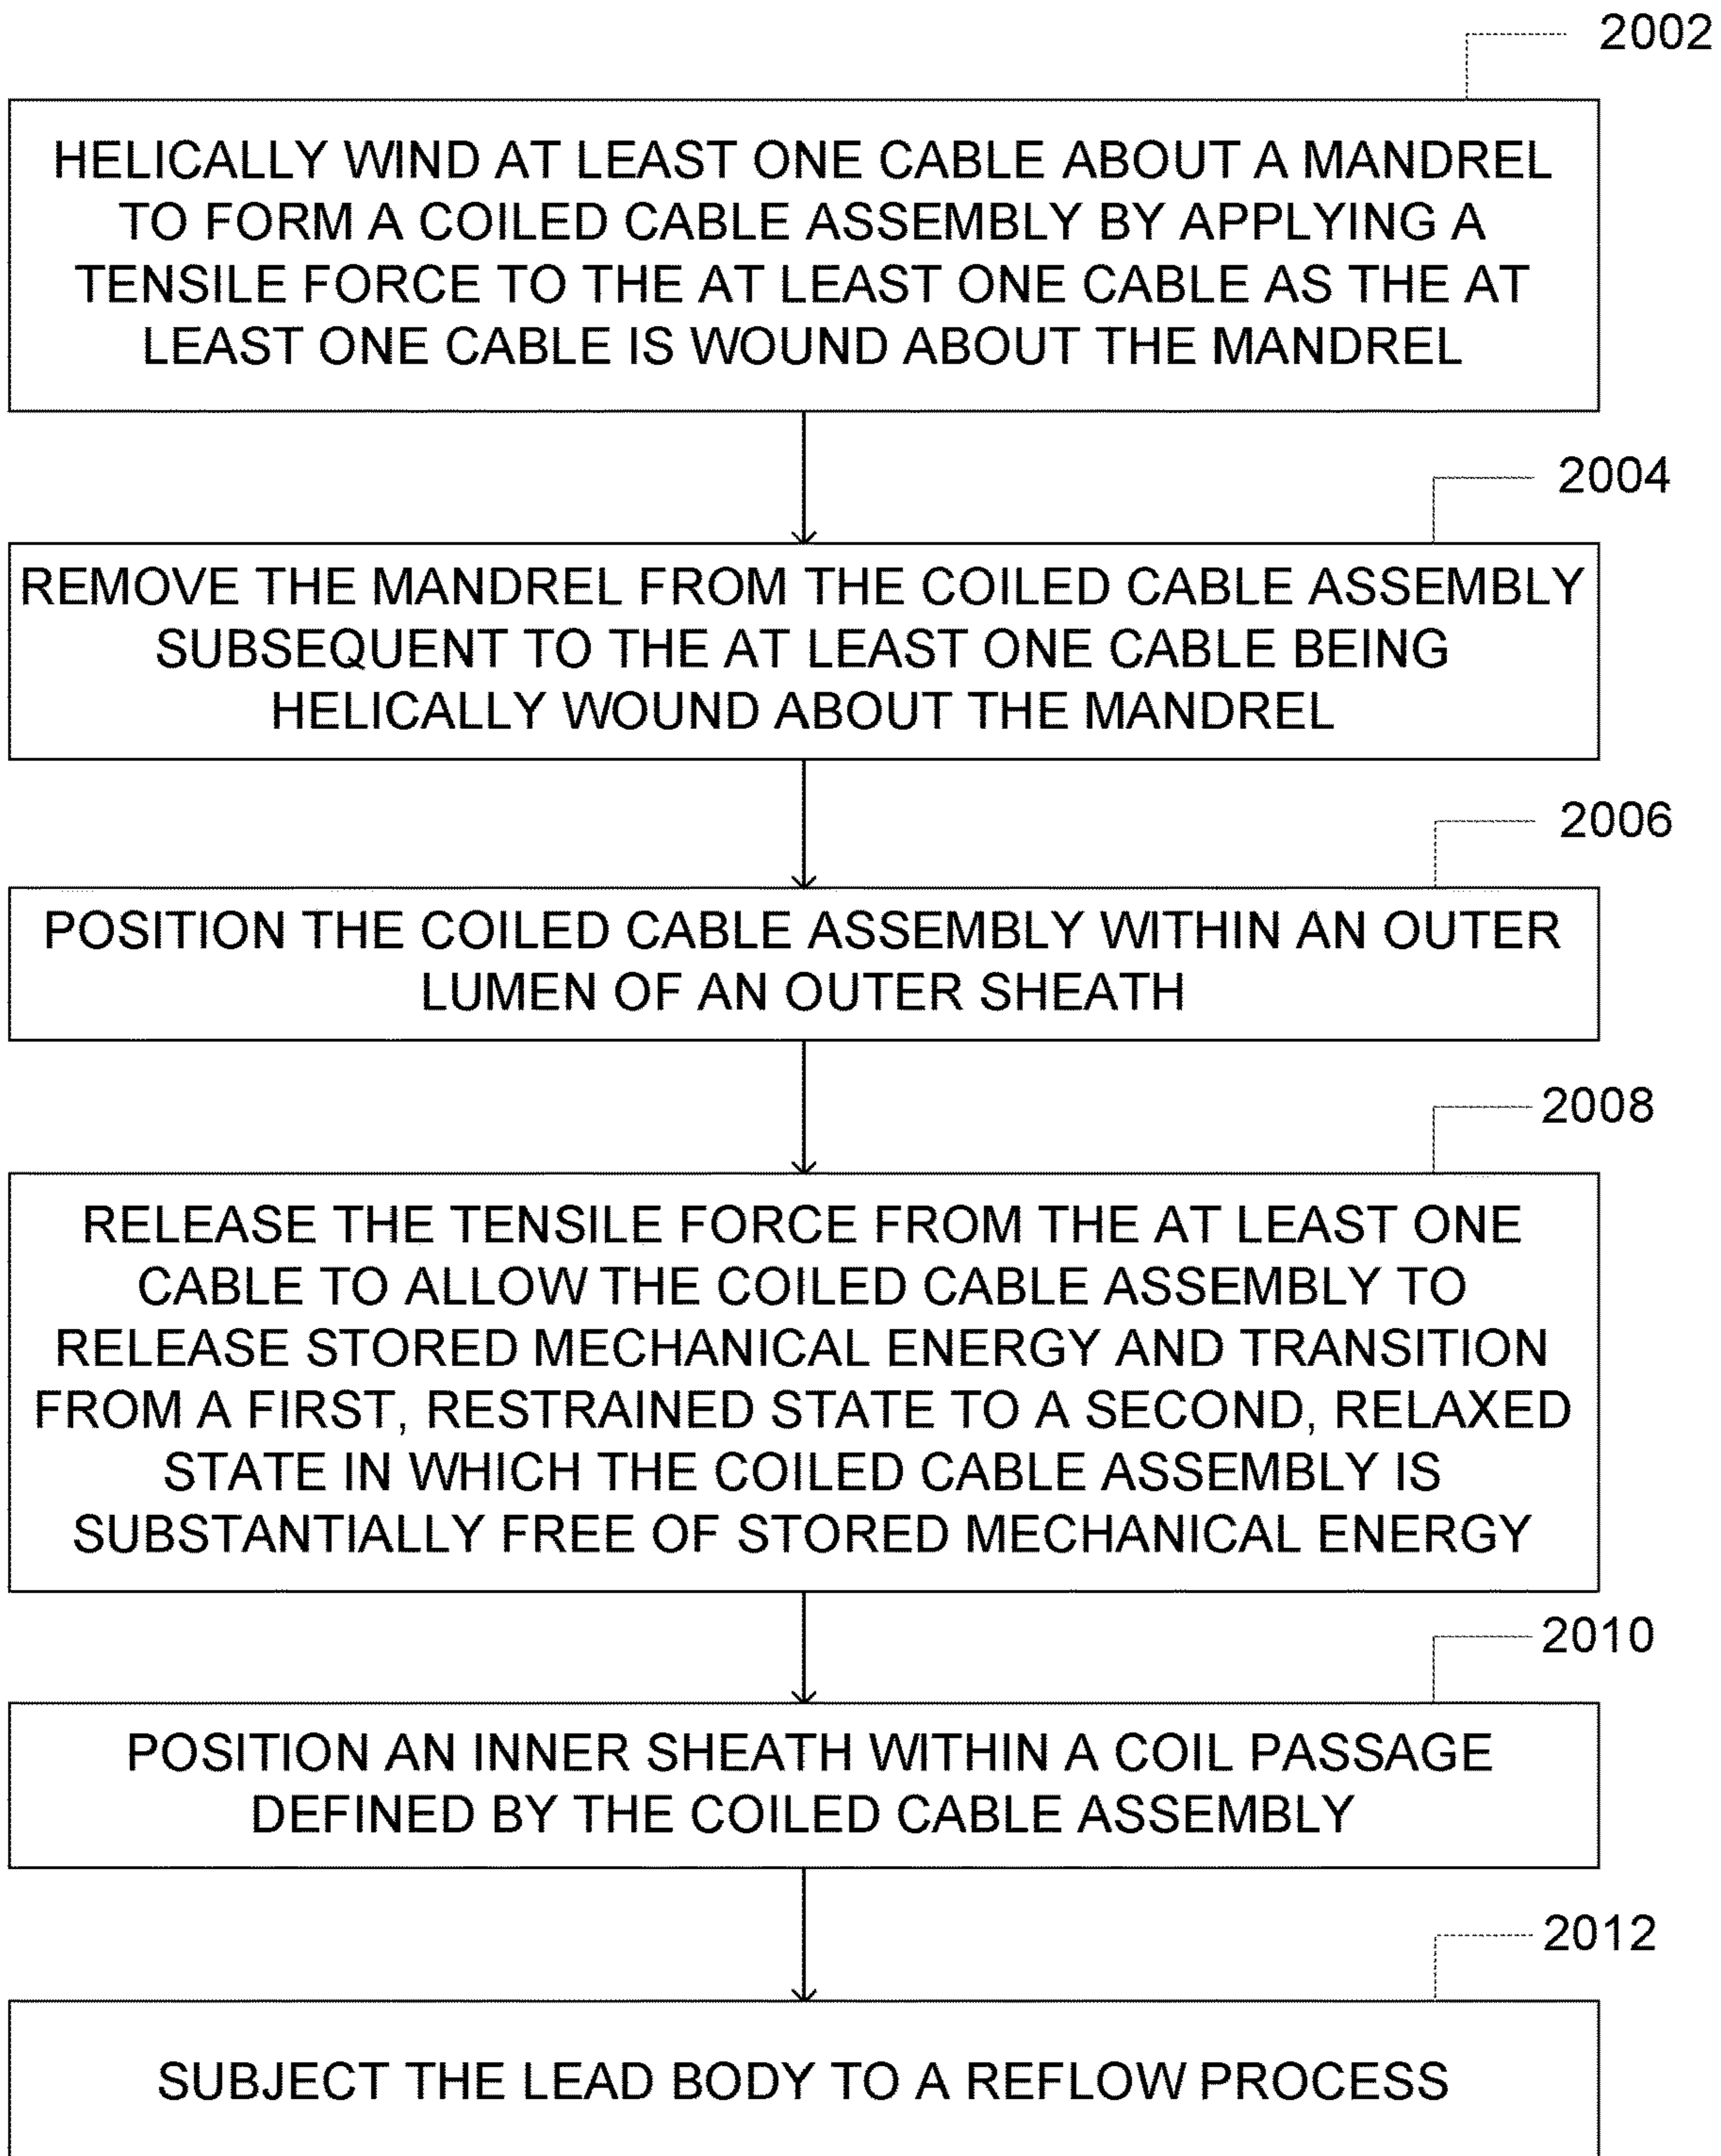 2002
HELICALLY WIND AT LEAST ONE CABLE ABOUT A MANDREL
TO FORM A COILED CABLE ASSEMBLY BY APPLYING A
TENSILE FORCE TO THE AT LEAST ONE CABLE AS THE AT
LEAST ONE CABLE IS WOUND ABOUT THE MANDREL
2004
REMOVE THE MANDREL FROM THE COILED CABLE ASSEMBLY
SUBSEQUENT TO THE AT LEAST ONE CABLE BEING
HELICALLY WOUND ABOUT THE MANDREL
2006
POSITION THE COILED CABLE ASSEMBLY WITHIN AN OUTER
LUMEN OF AN OUTER SHEATH
2008
RELEASE THE TENSILE FORCE FROM THE AT LEAST ONE
CABLE TO ALLOW THE COILED CABLE ASSEMBLY TO
RELEASE STORED MECHANICAL ENERGY AND TRANSITION
FROM A FIRST, RESTRAINED STATE TO A SECOND, RELAXED
STATE IN WHICH THE COILED CABLE ASSEMBLY IS
SUBSTANTIALLY FREE OF STORED MECHANICAL ENERGY
2010
POSITION AN INNER SHEATH WITHIN A COIL PASSAGE
DEFINED BY THE COILED CABLE ASSEMBLY
2012
SUBJECT THE LEAD BODY TO A REFLOW PROCESS